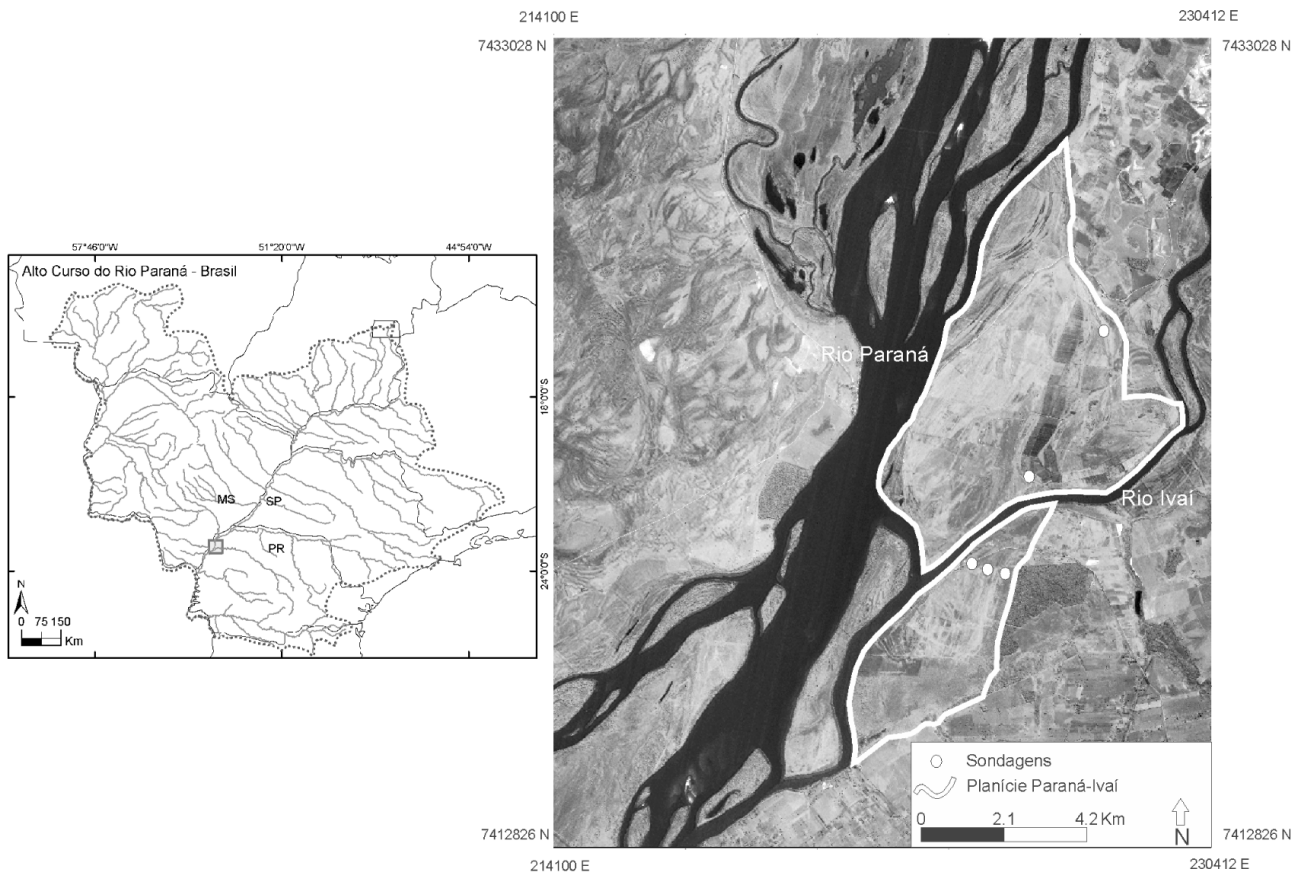 214100 E
230412 E
7433028 N
7433028 N
57°46'0"W
51°20'0"W
44°54'0"W
Alto Curso do Rio Paraná - Brasil
18°0'0"S
MS
SP
PR
24°0'0"S
N
0 75 150
Km
Rio Paraná
Rio Ivaí
Sondagens
Planície Paraná-Ivaí
0 2.1 4.2 Km
N
7412826 N
7412826 N
214100 E
230412 E